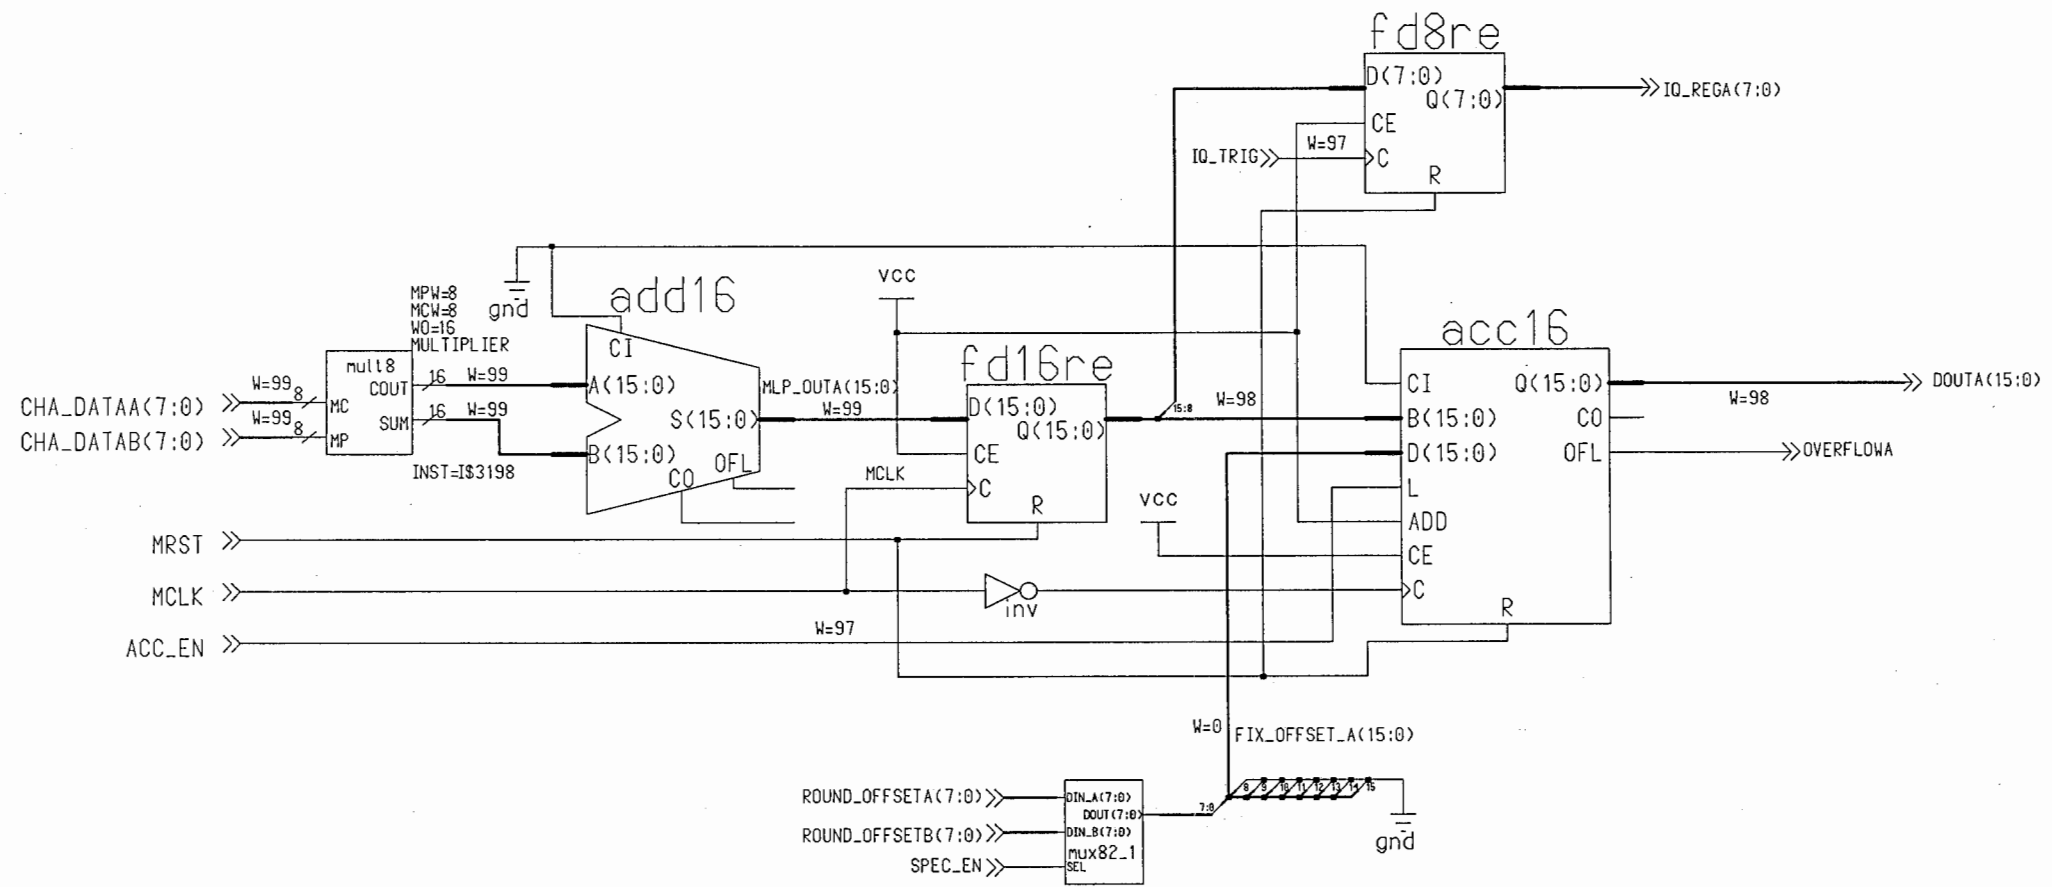 fd8re
D(7:0)
Q(7:0)
IQ_REGA(7:0)
CE
W=97
IQ_TRIG
C
R
VCC
gnd
add16
MPW=8
MCW=8
WO=16
MULTIPLIER
CI
acc16
mult8
COUT
16
W=99
A(15:0)
MLP_OUTA(15:0)
fd16re
CI
Q(15:0)
DOUTA(15:0)
CHA_DATAA(7:0)
W=99
8
MC
W=99
D(15:0)
15:8
W=98
W=98
CHA_DATAB(7:0)
W=99
8
MP
SUM
16
W=99
S(15:0)
Q(15:0)
B(15:0)
CO
INST=I$3198
B(15:0)
OFL
CE
D(15:0)
OFL
OVERFLOWA
CO
MCLK
C
VCC
L
R
ADD
MRST
CE
MCLK
inv
C
R
ACC_EN
W=97
W=0
FIX_OFFSET_A(15:0)
ROUND_OFFSETA(7:0)
DIN_A(7:0)
8 9 10 11 12 13 14 15
DOUT(7:0)
7:0
ROUND_OFFSETB(7:0)
DIN_B(7:0)
gnd
mux82_1
SPEC_EN
SEL